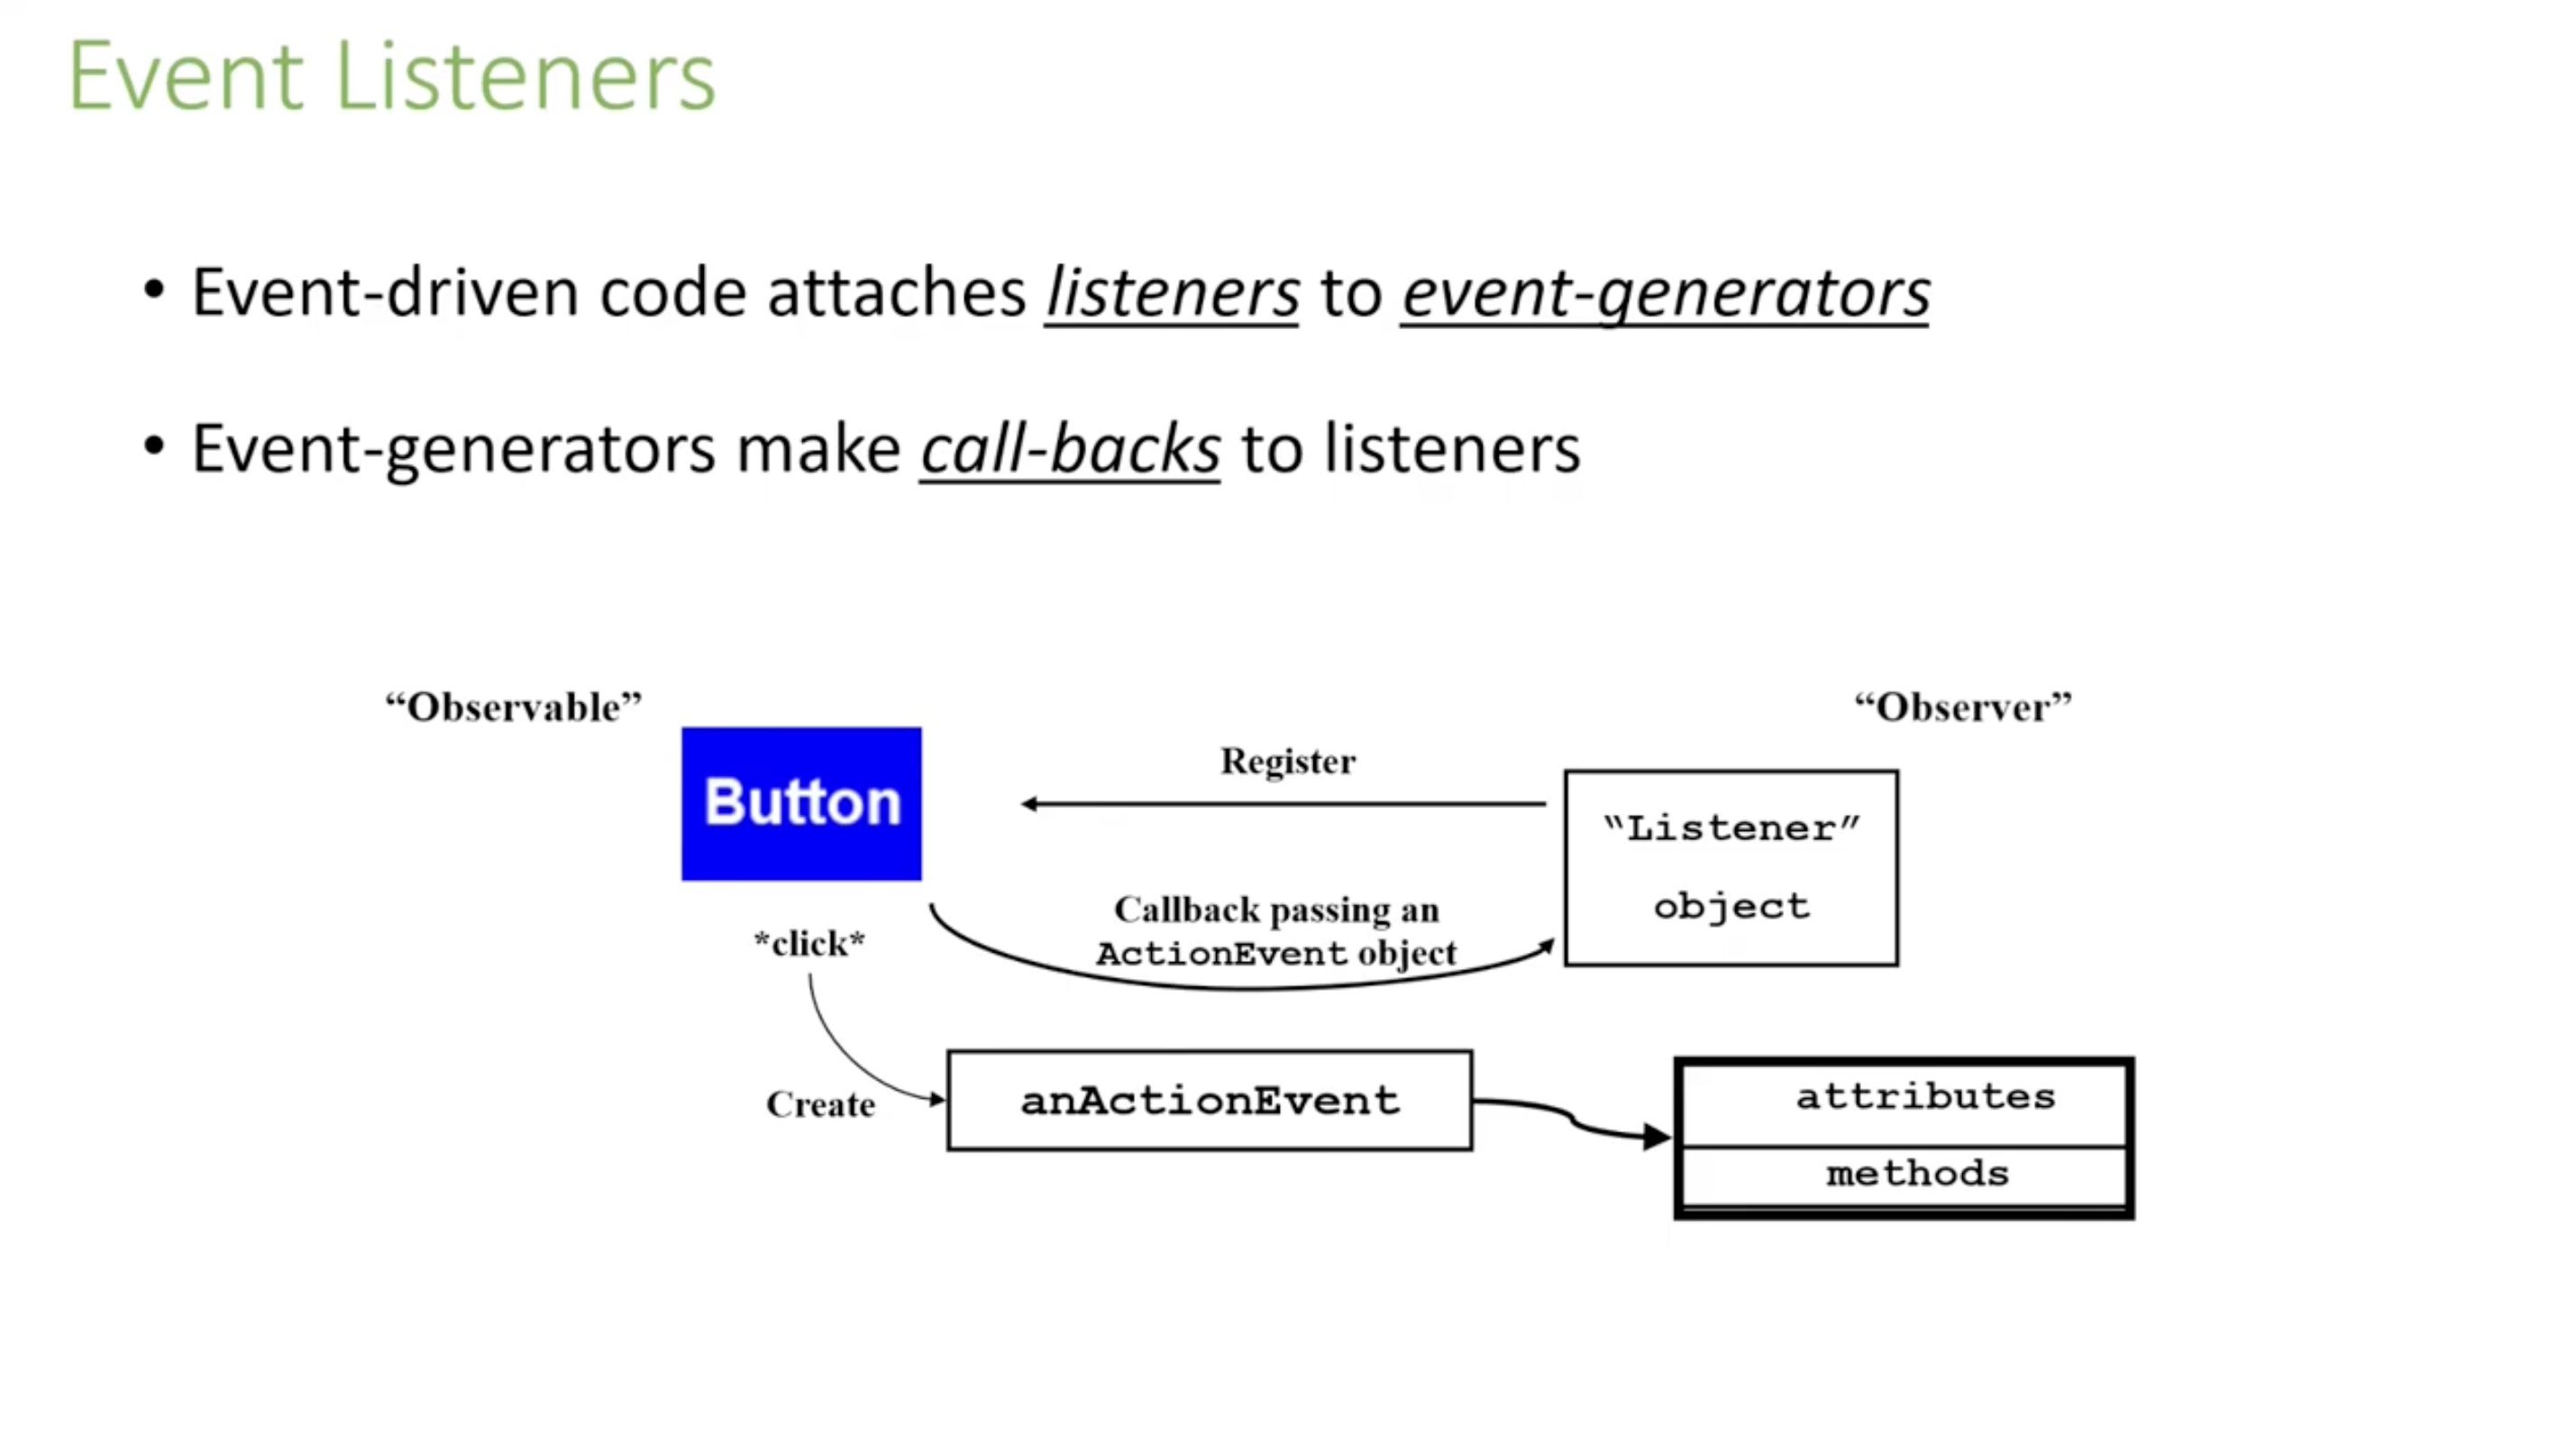 Event Listeners
• Event-driven code attaches listeners to event-generators
• Event-generators make call-backs to listeners
“Observable”
“Observer”
Button
Register
“Listener”
object
*click*
Callback passing an
ActionEvent object
Create
anActionEvent
attributes
methods